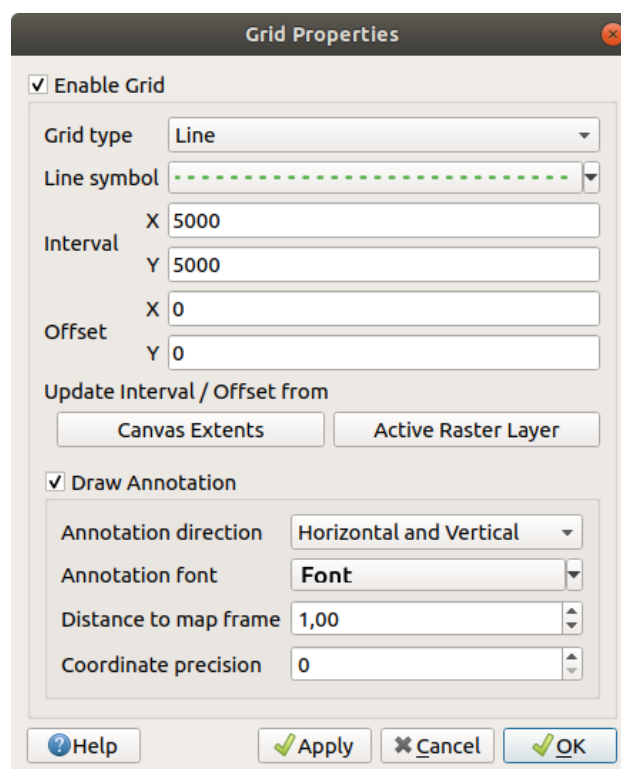 Grid Properties
Enable Grid
Grid type Line
Line symbol
Interval
X 5000
Y 5000
Offset
X 0
Y 0
Update Interval / Offset from
Canvas Extents Active Raster Layer
Draw Annotation
Annotation direction Horizontal and Vertical
Annotation font Font
Distance to map frame 1,00
Coordinate precision 0
Help Apply Cancel OK